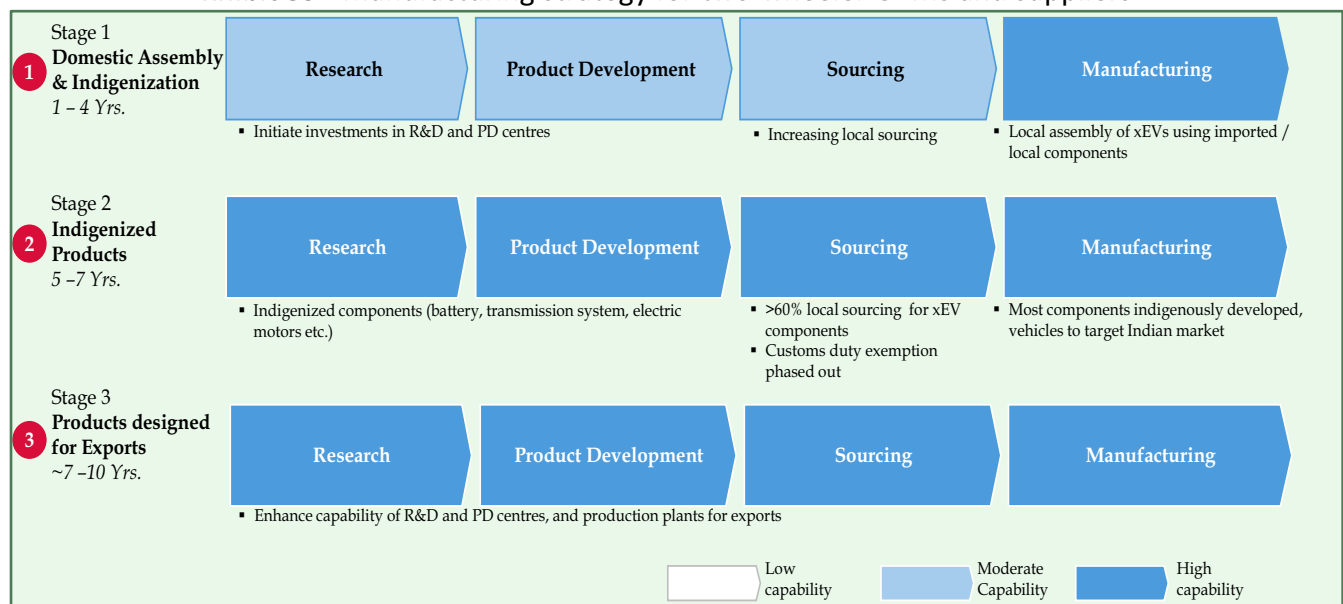 Stage 1
Domestic Assembly
& Indigenization
1 – 4 Yrs.
1
Research
Product Development
Sourcing
Manufacturing
▪ Initiate investments in R&D and PD centres
▪ Increasing local sourcing
▪ Local assembly of xEVs using imported /
local components
Stage 2
Indigenized
Products
5 –7 Yrs.
2
Research
Product Development
Sourcing
Manufacturing
▪ Indigenized components (battery, transmission system, electric
motors etc.)
▪ >60% local sourcing for xEV
components
▪ Customs duty exemption
phased out
▪ Most components indigenously developed,
vehicles to target Indian market
Stage 3
Products designed
for Exports
~7 –10 Yrs.
3
Research
Product Development
Sourcing
Manufacturing
▪ Enhance capability of R&D and PD centres, and production plants for exports
Low
capability
Moderate
Capability
High
capability